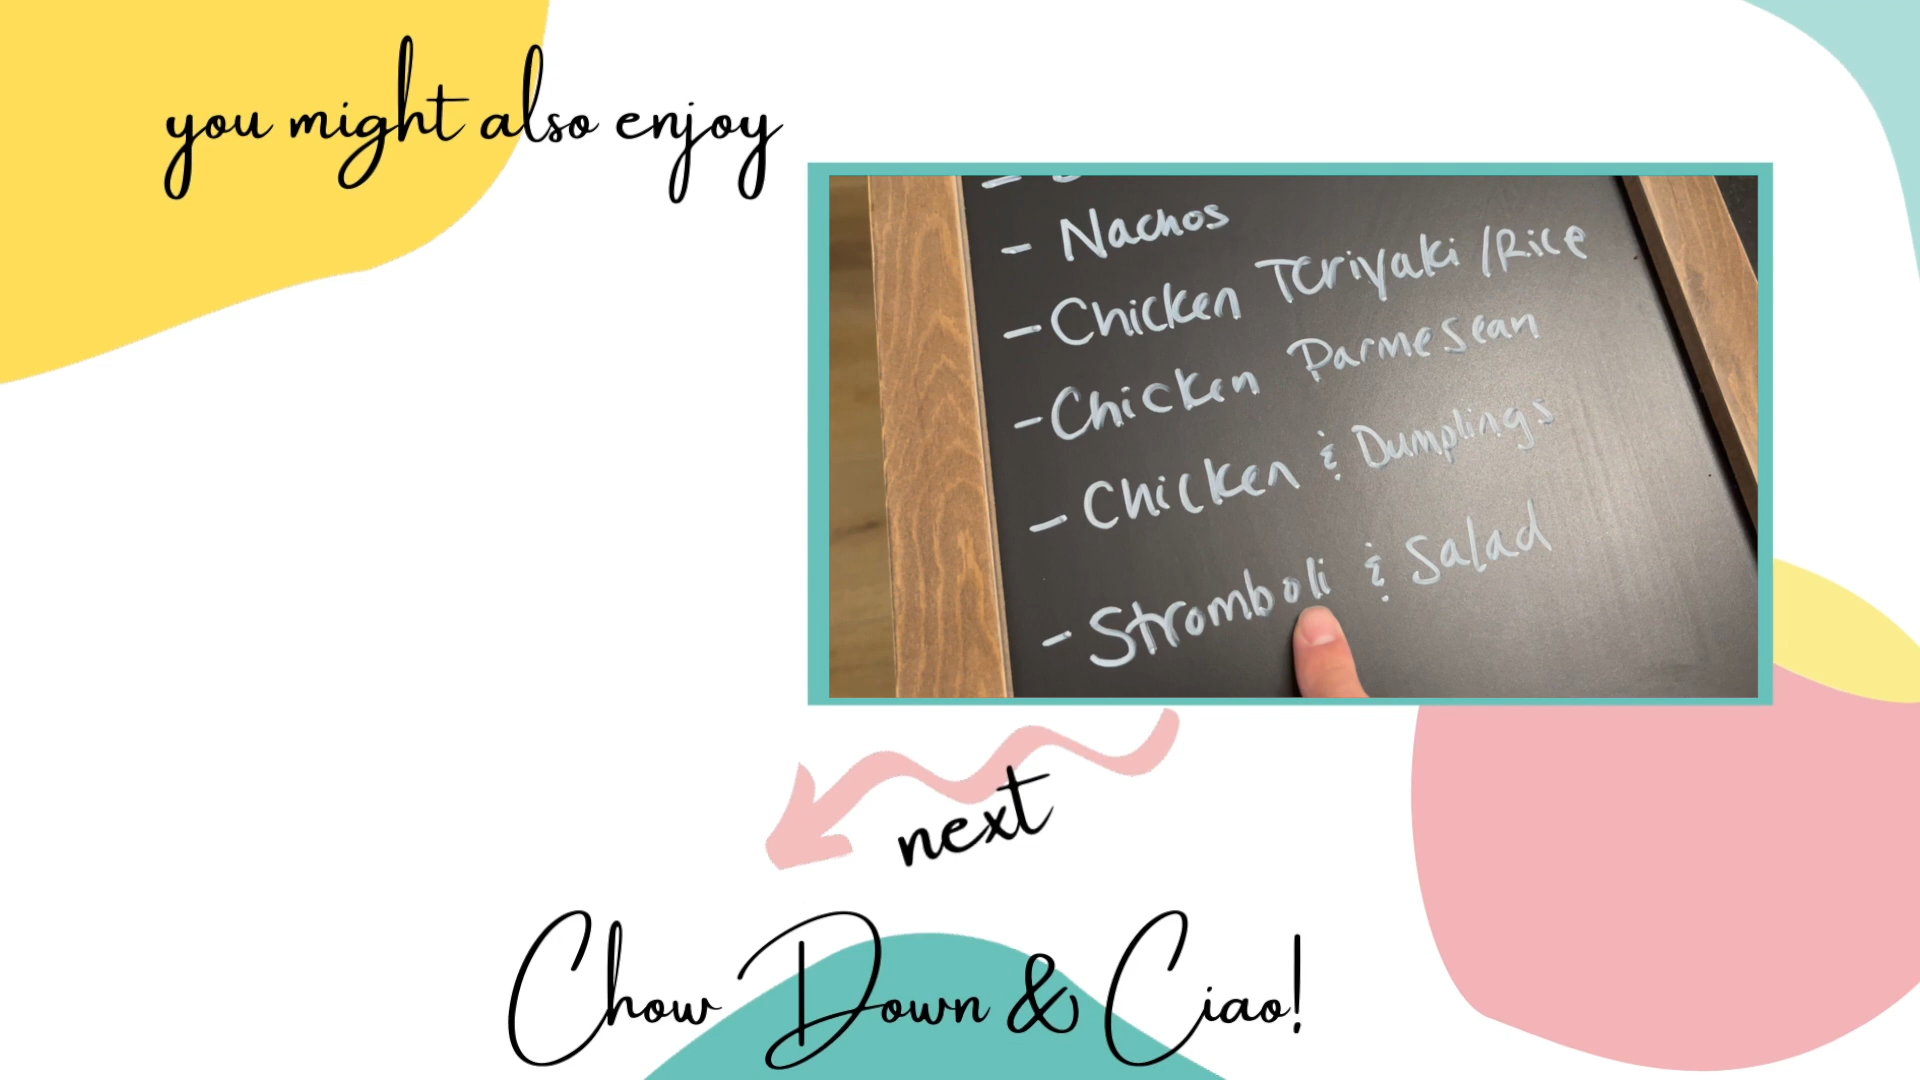 you might also enjoy
- Nachos
- Chicken Teriyaki /Rice
- Chicken Parmesean
- Chicken & Dumplings
- Stromboli & Salad
next
Chow Down & Ciao!